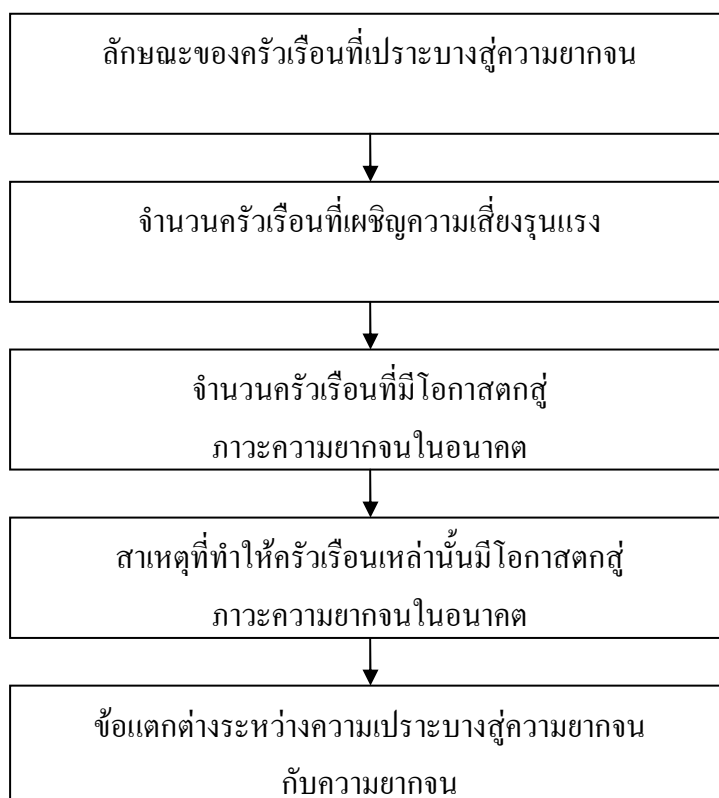 ลักษณะของครัวเรือนที่เปราะบางสู่ความยากจน
จำนวนครัวเรือนที่เผชิญความเสี่ยงรุนแรง
จำนวนครัวเรือนที่มีโอกาสตกสู่
ภาวะความยากจนในอนาคต
สาเหตุที่ทำให้ครัวเรือนเหล่านั้นมีโอกาสตกสู่
ภาวะความยากจนในอนาคต
ข้อแตกต่างระหว่างความเปราะบางสู่ความยากจน
กับความยากจน